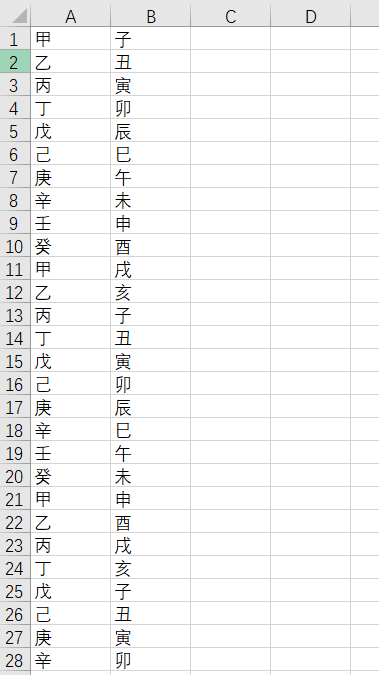 A B C D
1 甲 子
2 乙 丑
3 丙 寅
4 丁 卯
5 戊 辰
6 己 巳
7 庚 午
8 辛 未
9 壬 申
10 癸 酉
11 甲 戌
12 乙 亥
13 丙 子
14 丁 丑
15 戊 寅
16 己 卯
17 庚 辰
18 辛 巳
19 壬 午
20 癸 未
21 甲 申
22 乙 酉
23 丙 戌
24 丁 亥
25 戊 子
26 己 丑
27 庚 寅
28 辛 卯